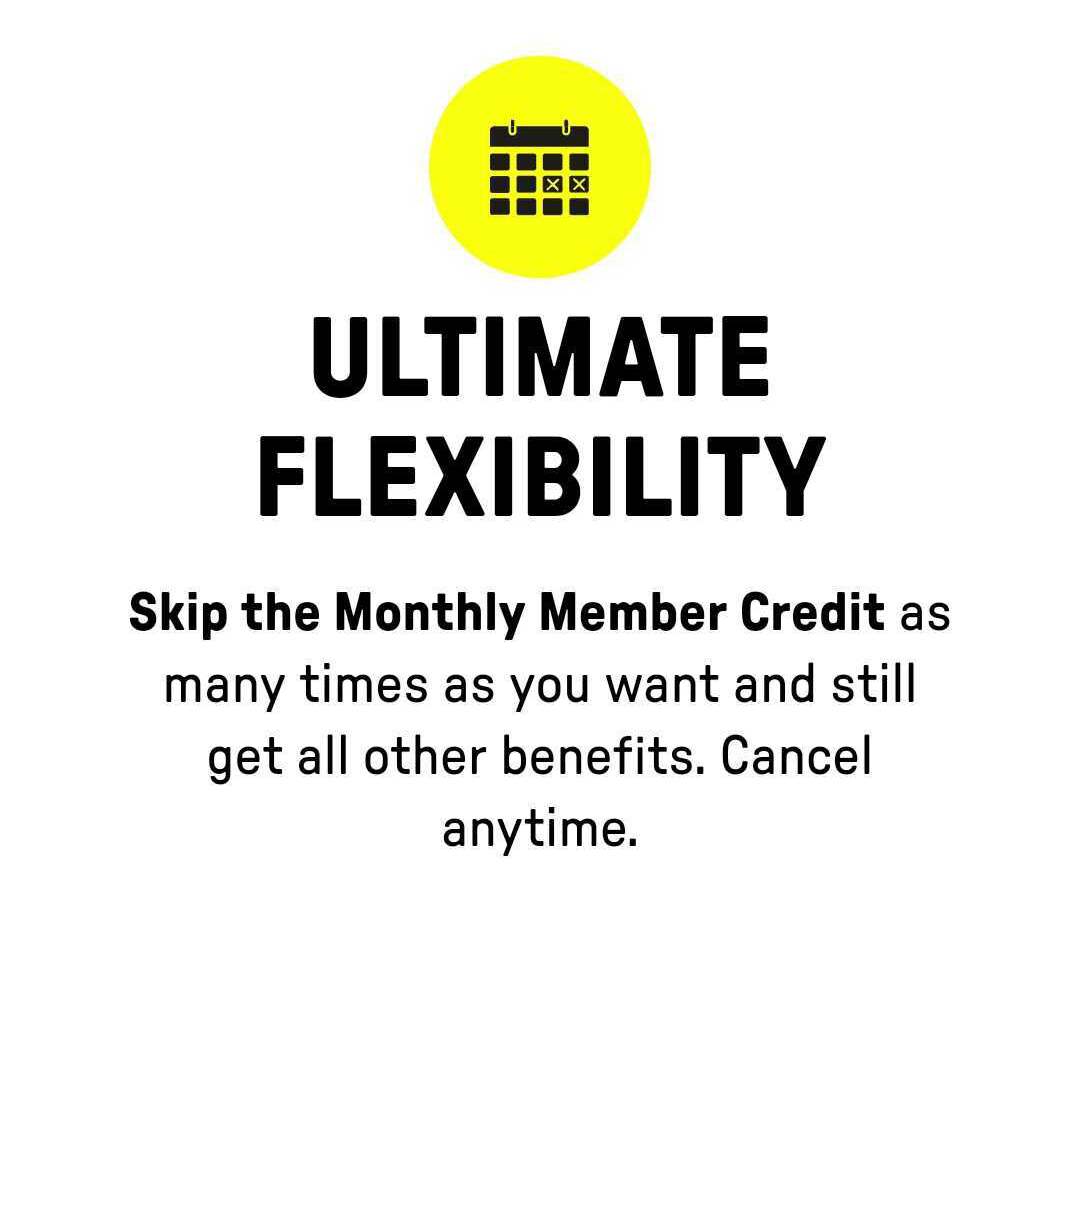 ULTIMATE
FLEXIBILITY
Skip the Monthly Member Credit as
many times as you want and still
get all other benefits. Cancel
anytime.